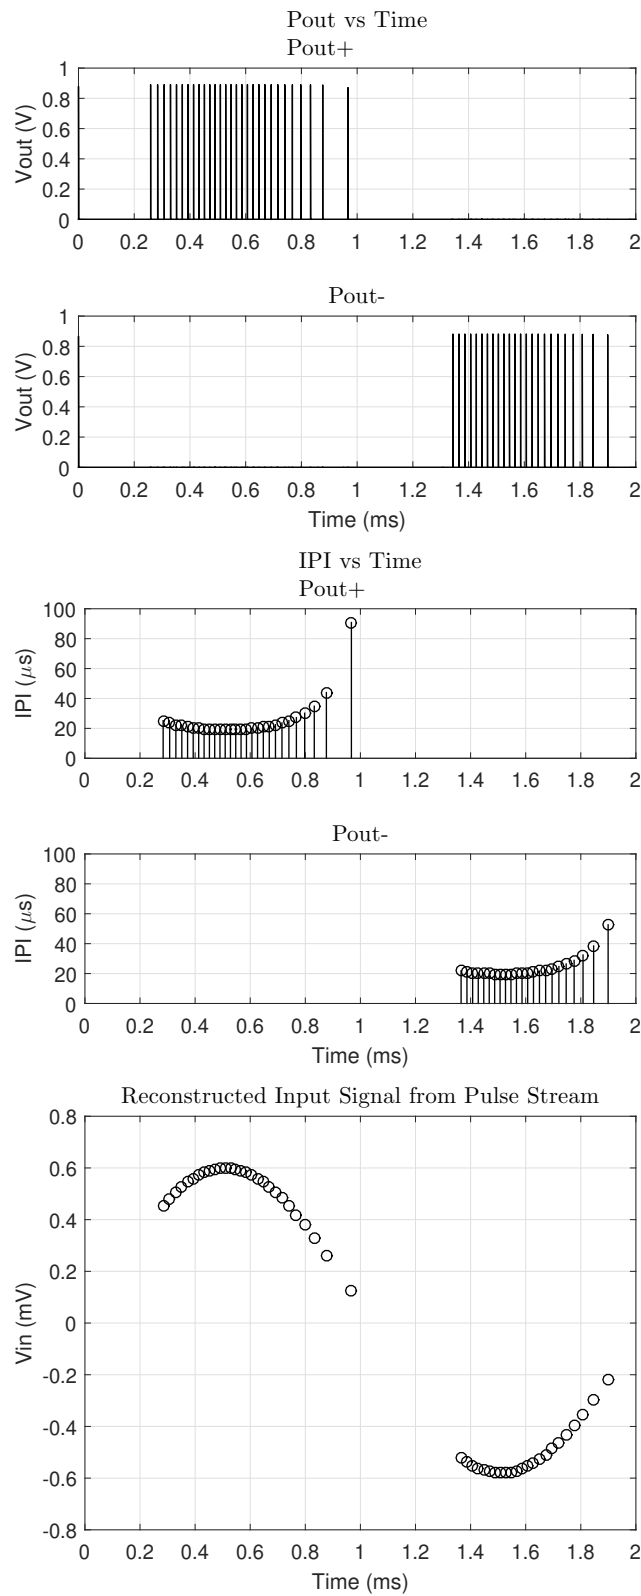 Pout vs Time
Pout+
1
0.8
0.6
0.4
0.2
0
Vout (V)
0 0.2 0.4 0.6 0.8 1 1.2 1.4 1.6 1.8 2
Pout-
1
0.8
0.6
0.4
0.2
0
Vout (V)
0 0.2 0.4 0.6 0.8 1 1.2 1.4 1.6 1.8 2
Time (ms)
IPI vs Time
Pout+
100
80
60
40
20
0
IPI (μs)
0 0.2 0.4 0.6 0.8 1 1.2 1.4 1.6 1.8 2
Pout-
100
80
60
40
20
0
IPI (μs)
0 0.2 0.4 0.6 0.8 1 1.2 1.4 1.6 1.8 2
Time (ms)
Reconstructed Input Signal from Pulse Stream
0.8
0.6
0.4
0.2
0
-0.2
-0.4
-0.6
-0.8
Vin (mV)
0 0.2 0.4 0.6 0.8 1 1.2 1.4 1.6 1.8 2
Time (ms)